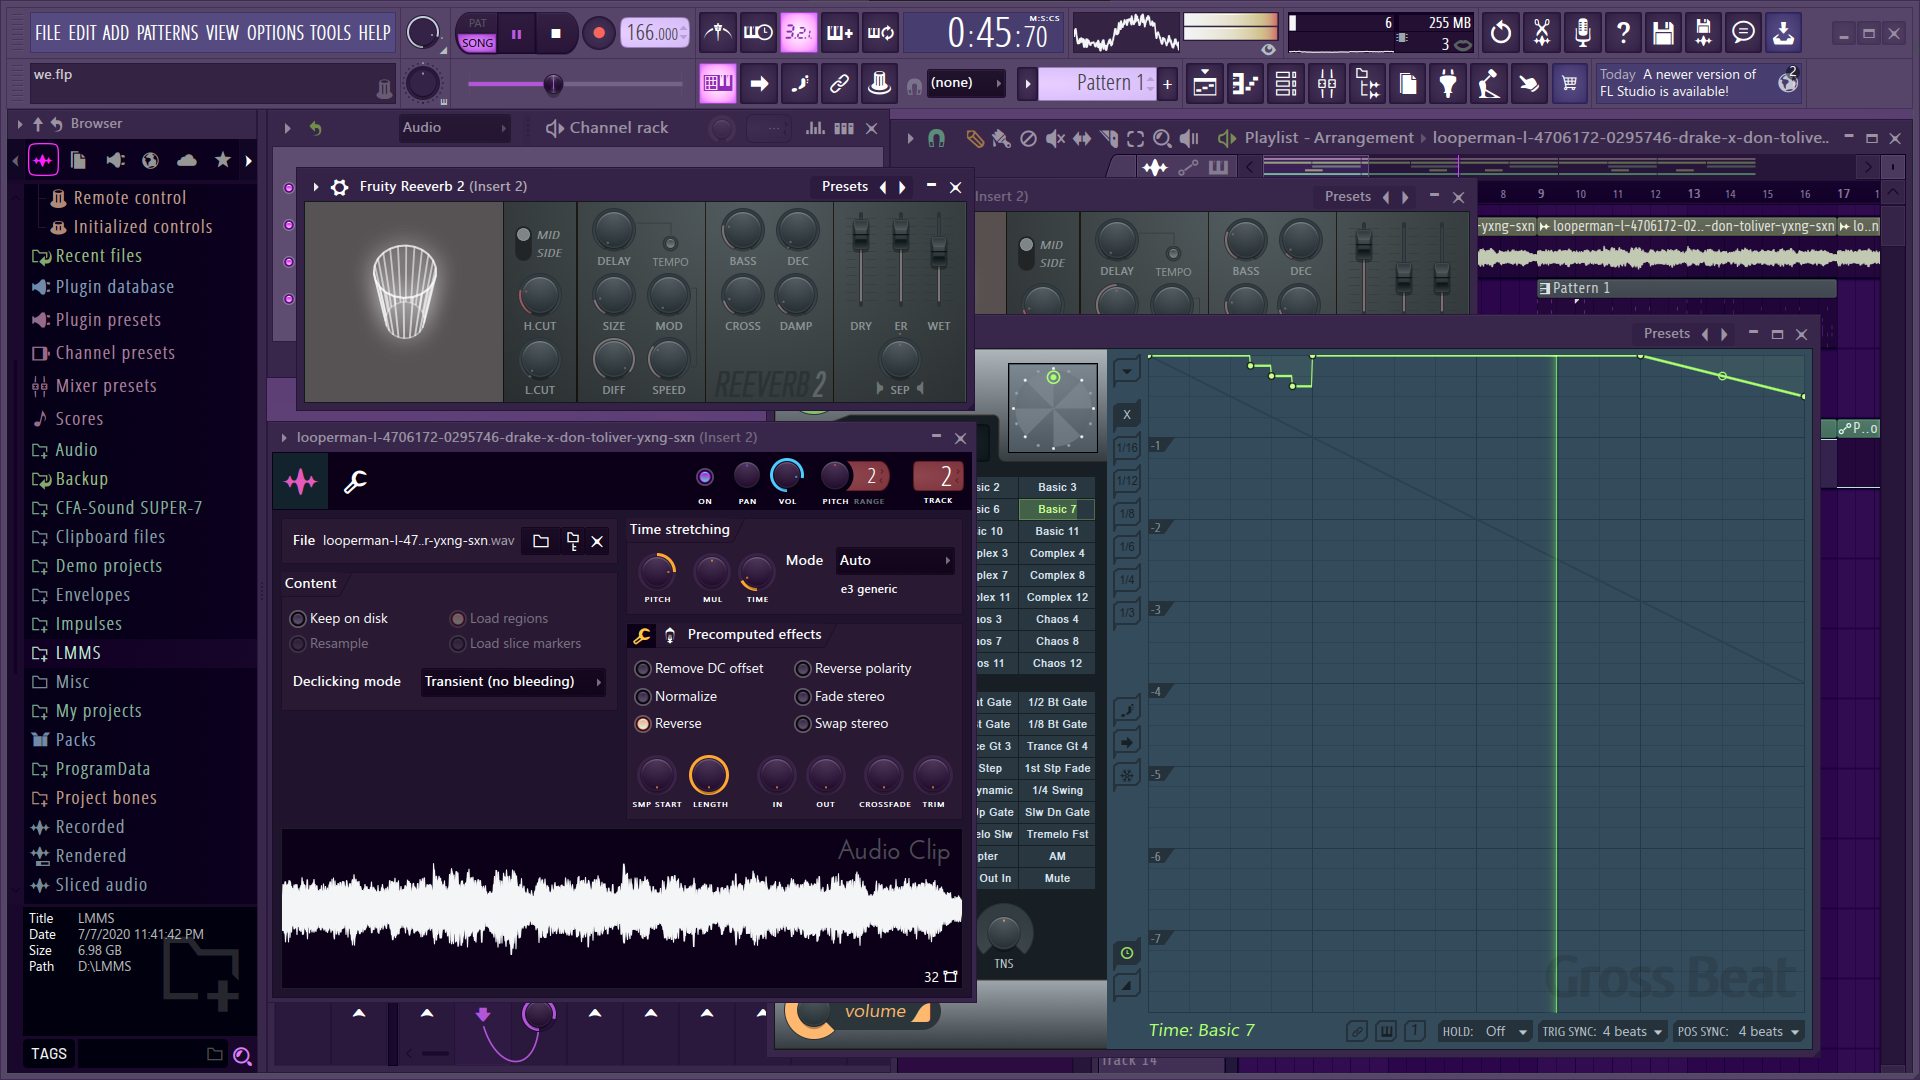 FILE EDIT ADD PATTERNS VIEW OPTIONS TOOLS HELP
PAT
SONG
166.000
3.2.
0:45:70
M:S:CS
6
255 MB
3
we.flp
(none)
Pattern 1
Today A newer version of
FL Studio is available!
2
Browser
Audio
Channel rack
Playlist - Arrangement
looperman-l-4706172-0295746-drake-x-don-tolive..
Remote control
Initialized controls
Recent files
Plugin database
Plugin presets
Channel presets
Mixer presets
Scores
Audio
Backup
CFA-Sound SUPER-7
Clipboard files
Demo projects
Envelopes
Impulses
LMMS
Misc
My projects
Packs
ProgramData
Project bones
Recorded
Rendered
Sliced audio
Title LMMS
Date 7/7/2020 11:41:42 PM
Size 6.98 GB
Path D:\LMMS
TAGS
Fruity Reeverb 2 (Insert 2)
Presets
MID
SIDE
DELAY
TEMPO
BASS
DEC
H.CUT
SIZE
MOD
CROSS
DAMP
DRY
ER
WET
L.CUT
DIFF
SPEED
REEVERB 2
SEP
(Insert 2)
Presets
MID
SIDE
DELAY
TEMPO
BASS
DEC
8 9 10 11 12 13 14 15 16 17
-yxng-sxn
looperman-l-4706172-02..-don-toliver-yxng-sxn
lo..n
Pattern 1
P..o
looperman-l-4706172-0295746-drake-x-don-toliver-yxng-sxn (Insert 2)
ON
PAN
VOL
PITCH
RANGE
2
2
TRACK
File looperman-l-47..r-yxng-sxn.wav
Content
Keep on disk
Load regions
Resample
Load slice markers
Declicking mode
Transient (no bleeding)
Time stretching
PITCH
MUL
TIME
Mode
Auto
e3 generic
Precomputed effects
Remove DC offset
Reverse polarity
Normalize
Fade stereo
Reverse
Swap stereo
SMP START
LENGTH
IN
OUT
CROSSFADE
TRIM
Audio Clip
32
Presets
sic 2 Basic 3
sic 6 Basic 7
ic 10 Basic 11
plex 3 Complex 4
plex 7 Complex 8
plex 11 Complex 12
os 3 Chaos 4
os 7 Chaos 8
os 11 Chaos 12
at Gate 1/2 Bt Gate
t Gate 1/8 Bt Gate
ce Gt 3 Trance Gt 4
Step 1st Stp Fade
ynamic 1/4 Swing
p Gate Slw Dn Gate
elo Slw Tremelo Fst
pter AM
Out In Mute
TNS
volume
X
1/16
1/12
1/8
1/6
1/4
1/3
-1
-2
-3
-4
-5
-6
-7
Gross Beat
Time: Basic 7
1
HOLD: Off
TRIG SYNC: 4 beats
POS SYNC: 4 beats
Track 14